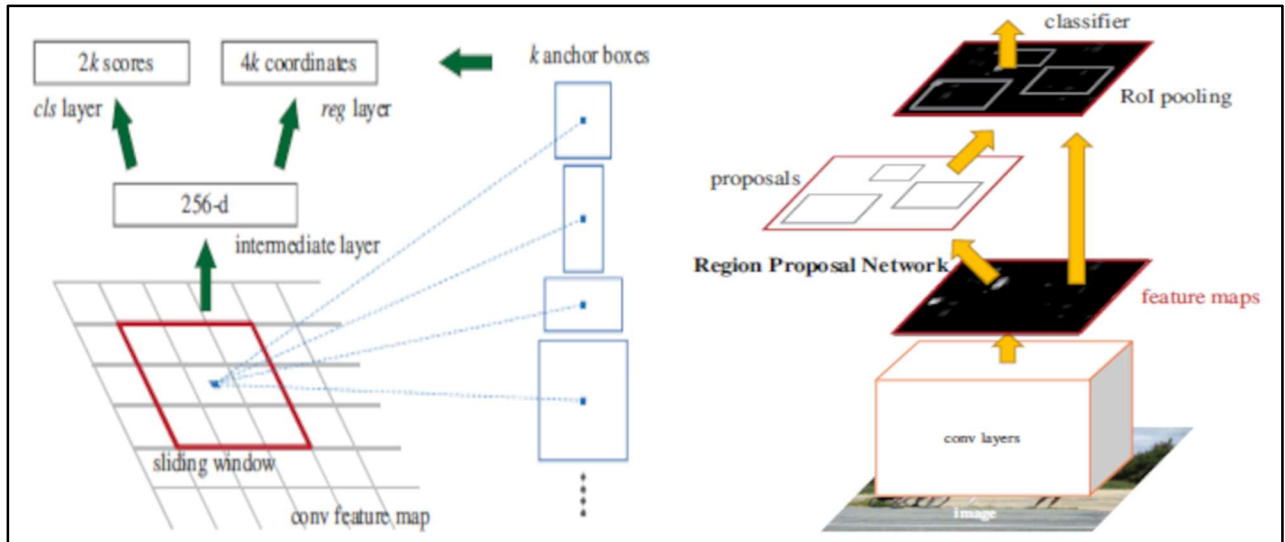 2k scores
4k coordinates
k anchor boxes
cls layer
reg layer
256-d
intermediate layer
sliding window
conv feature map
classifier
RoI pooling
proposals
Region Proposal Network
feature maps
conv layers
image